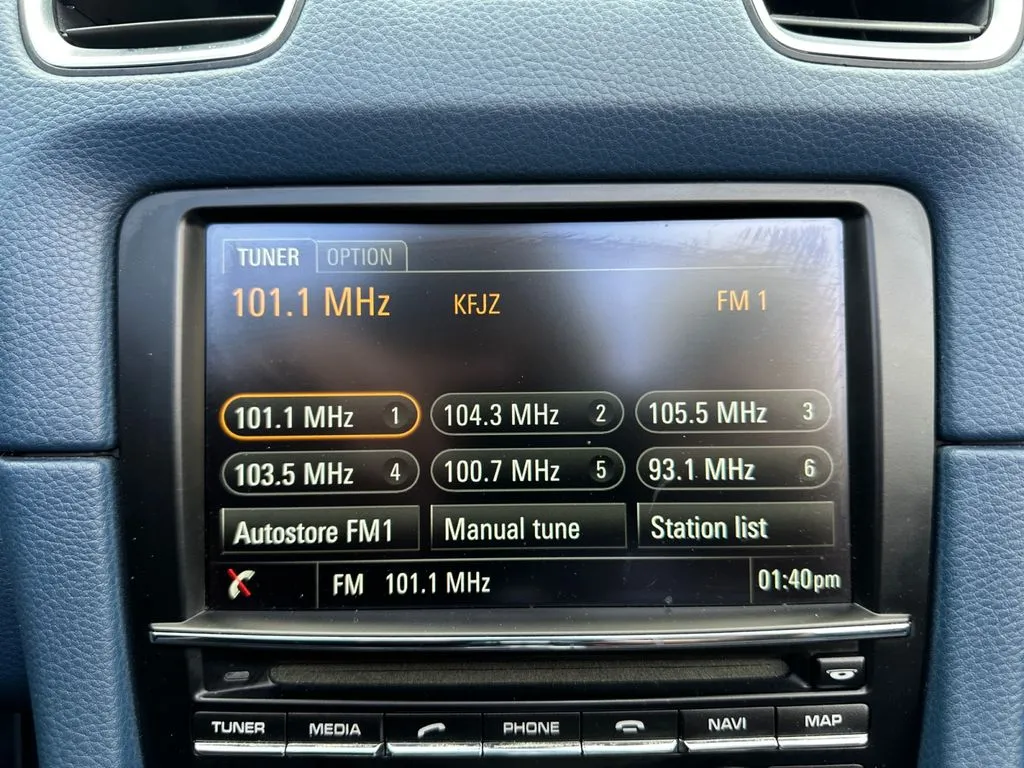 TUNER OPTION
101.1 MHz KFJZ FM 1
101.1 MHz 1 104.3 MHz 2 105.5 MHz 3
103.5 MHz 4 100.7 MHz 5 93.1 MHz 6
Autostore FM1 Manual tune Station list
FM 101.1 MHz 01:40pm
TUNER MEDIA PHONE NAVI MAP